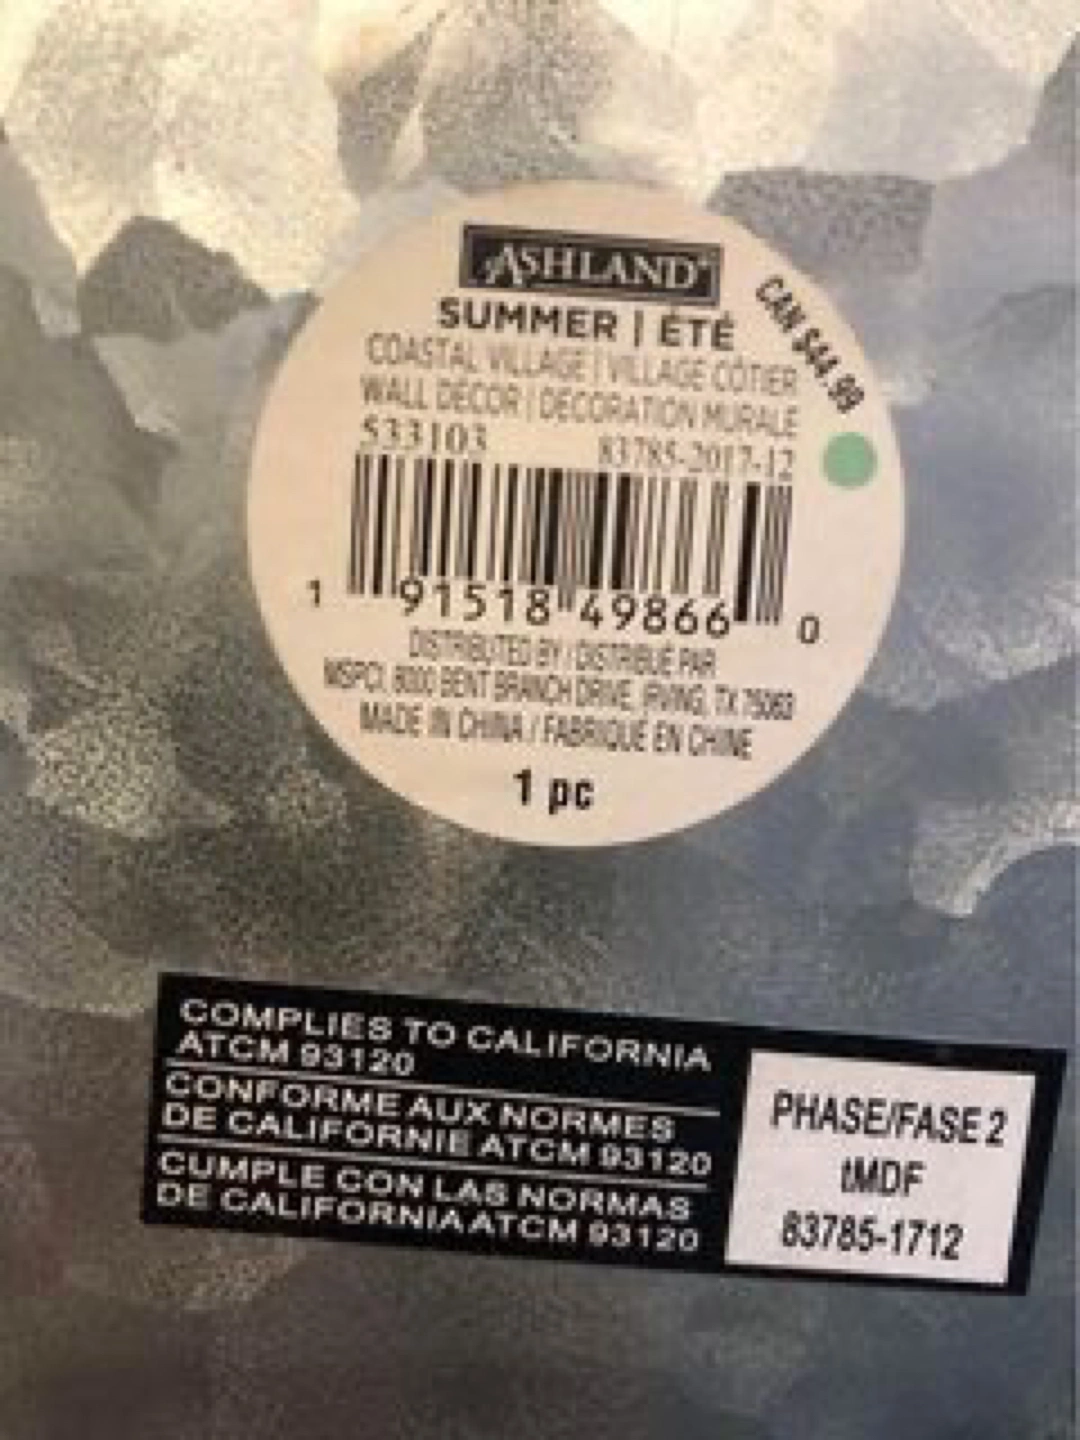 ASHLAND®
SUMMER | ÉTÉ
CAN $44.99
COASTAL VILLAGE | VILLAGE CÔTIER
WALL DÉCOR | DÉCORATION MURALE
533103 83785-2017-12
1 91518 49866 0
DISTRIBUTED BY / DISTRIBUÉ PAR
MSPCI, 8000 BENT BRANCH DRIVE, IRVING, TX 75063
MADE IN CHINA / FABRIQUÉ EN CHINE
1 pc
COMPLIES TO CALIFORNIA
ATCM 93120
CONFORME AUX NORMES
DE CALIFORNIE ATCM 93120
CUMPLE CON LAS NORMAS
DE CALIFORNIA ATCM 93120
PHASE/FASE 2
tMDF
83785-1712